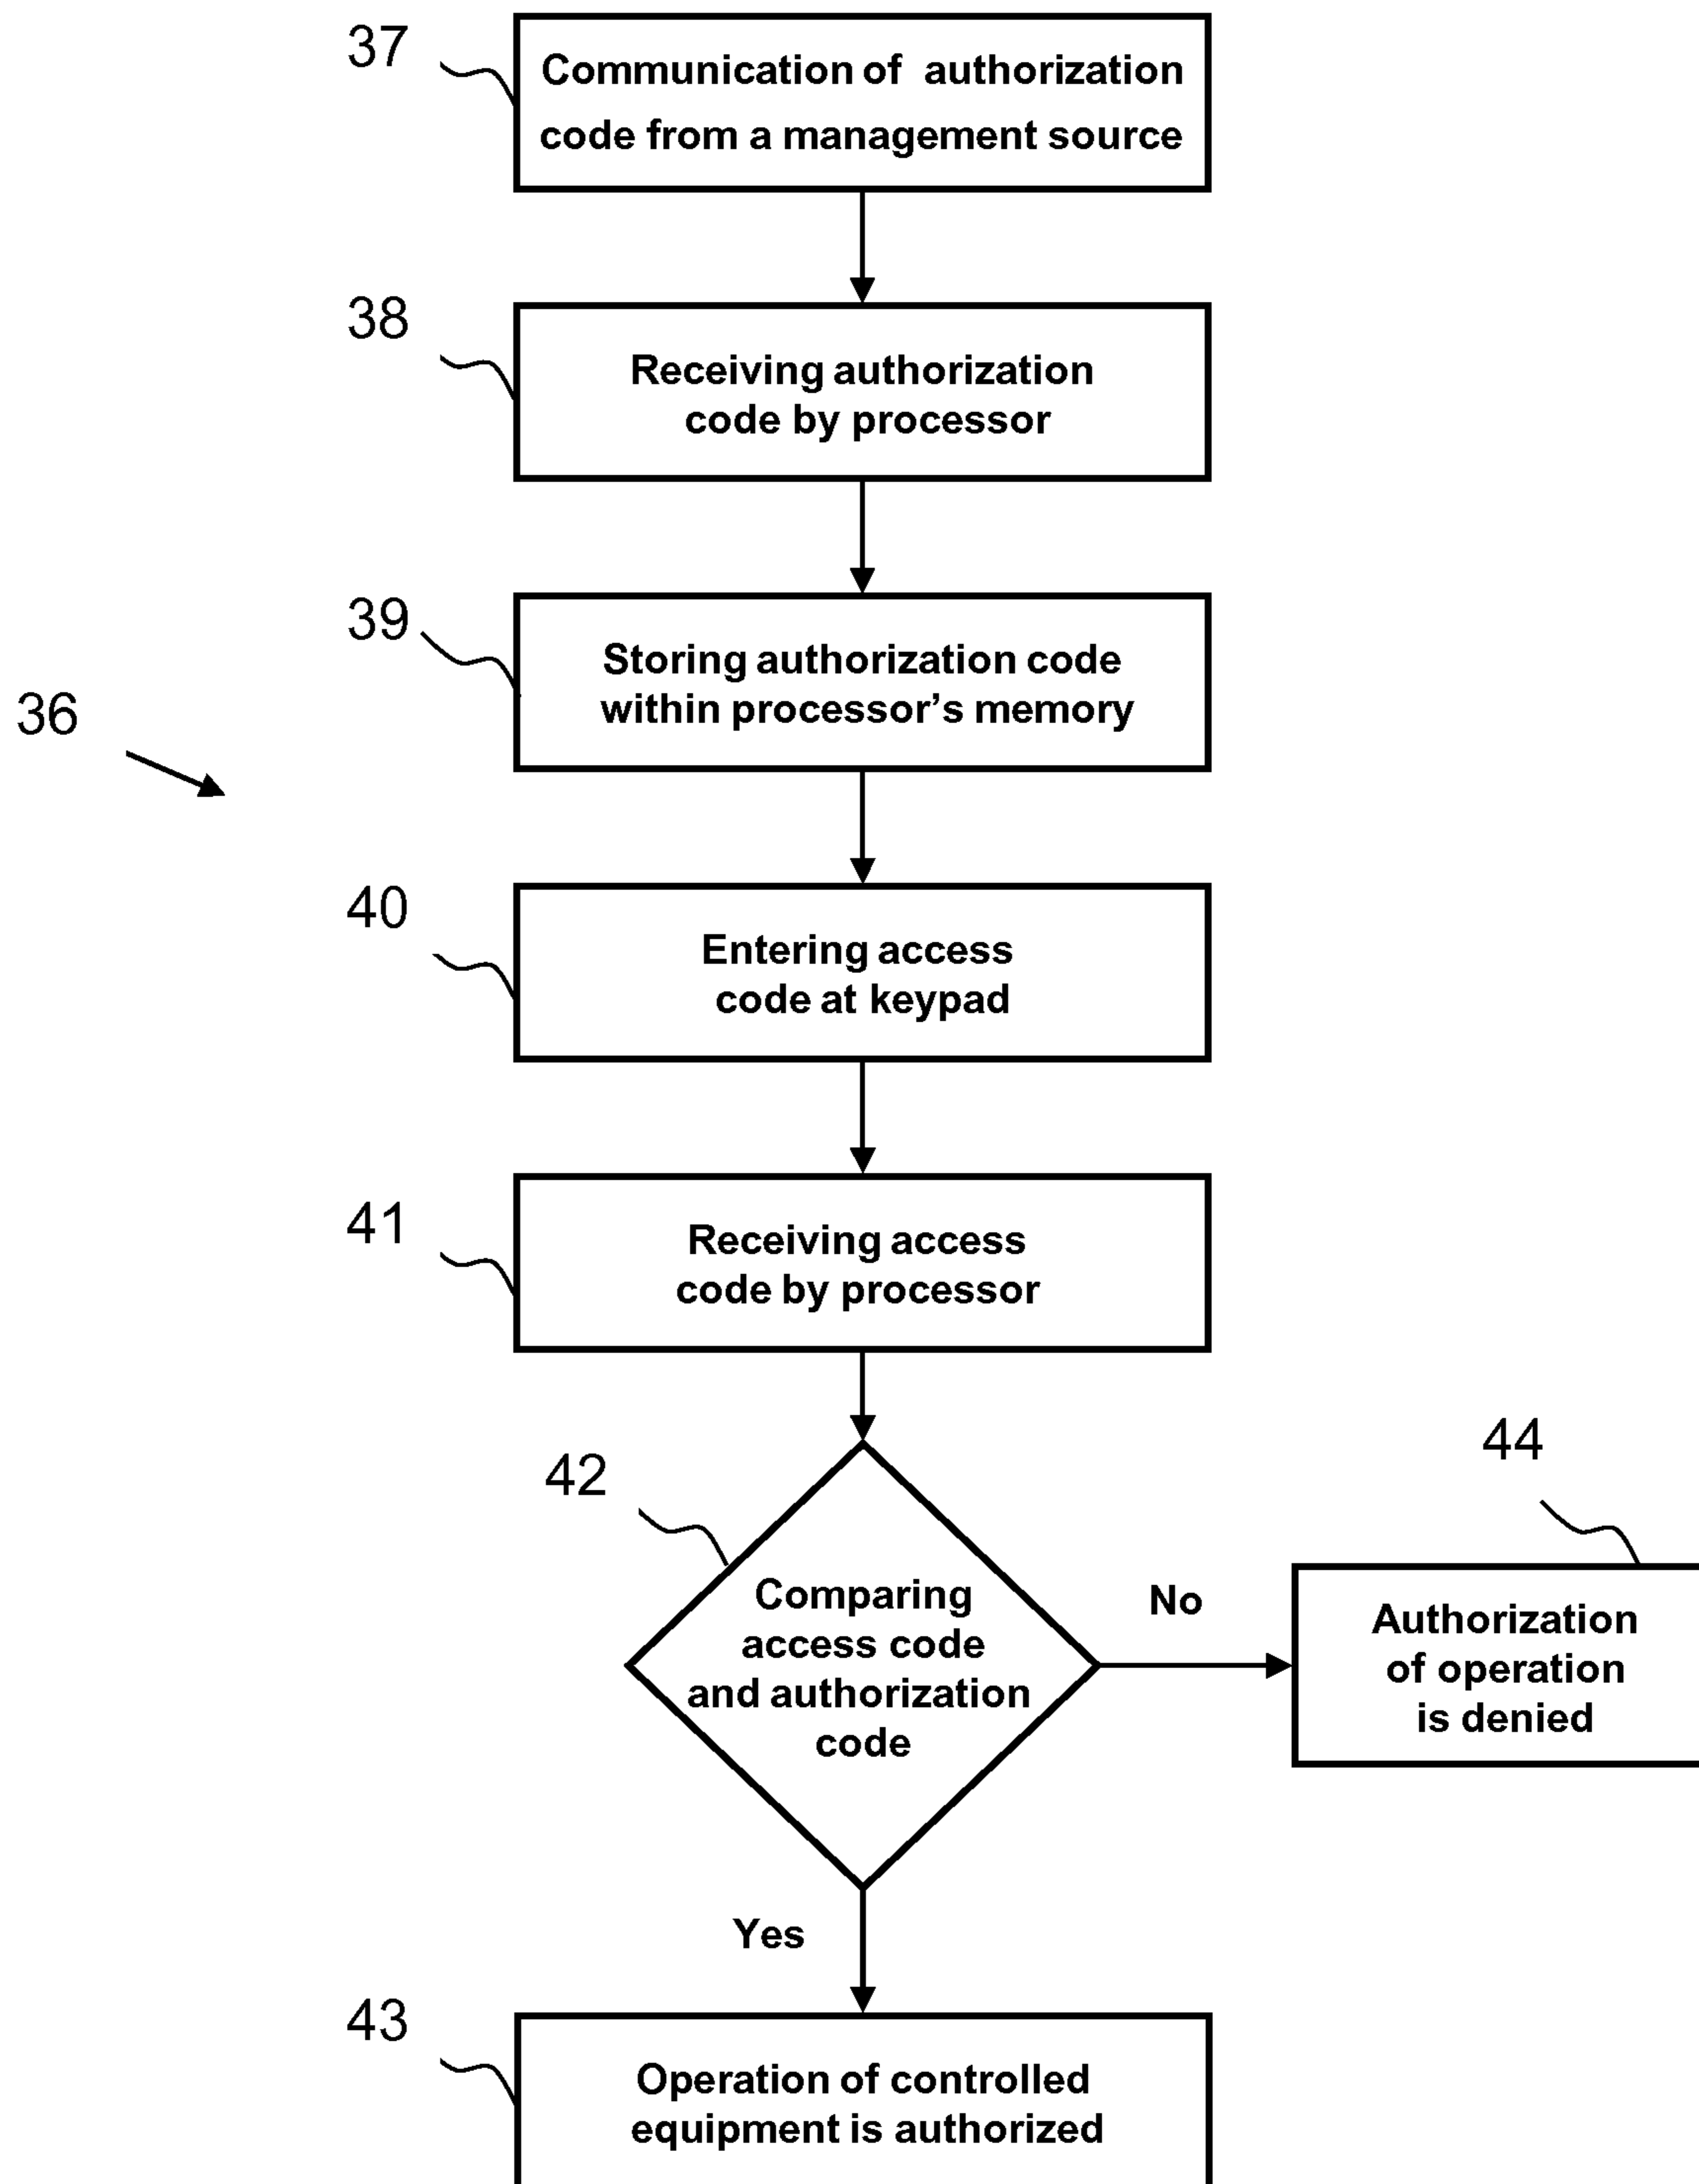 37
Communication of authorization
code from a management source
38
Receiving authorization
code by processor
39
Storing authorization code
within processor's memory
36
40
Entering access
code at keypad
41
Receiving access
code by processor
42
Comparing
access code
and authorization
code
No
44
Authorization
of operation
is denied
Yes
43
Operation of controlled
equipment is authorized